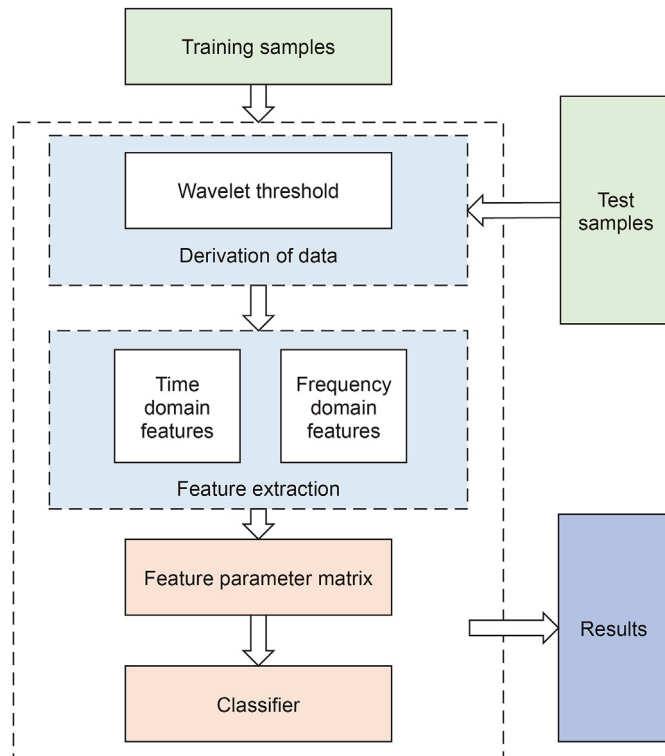 Training samples
Wavelet threshold
Derivation of data
Test
samples
Time
domain
features
Frequency
domain
features
Feature extraction
Feature parameter matrix
Results
Classifier